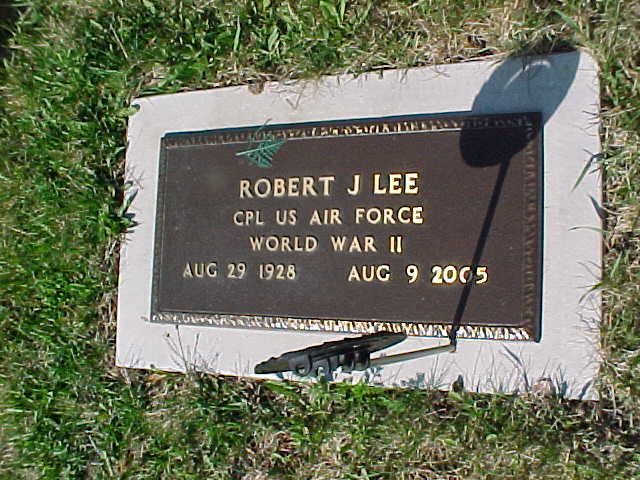 ROBERT J LEE
CPL US AIR FORCE
WORLD WAR II
AUG 29 1928 AUG 9 2005